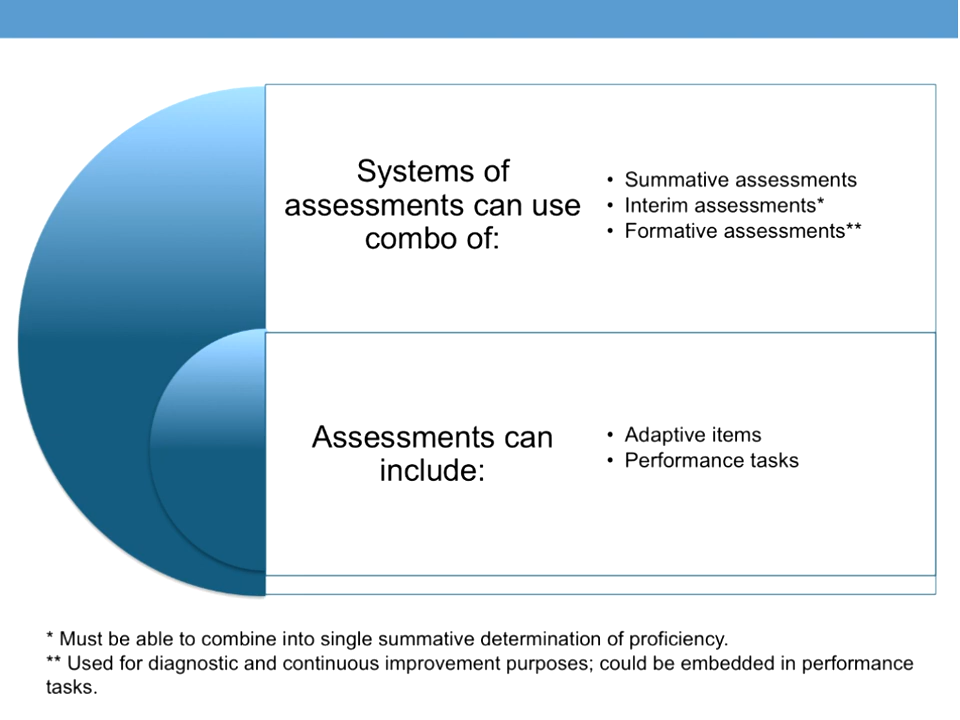 Systems of
assessments can use
combo of:
• Summative assessments
• Interim assessments*
• Formative assessments**
Assessments can
include:
• Adaptive items
• Performance tasks
* Must be able to combine into single summative determination of proficiency.
** Used for diagnostic and continuous improvement purposes; could be embedded in performance
tasks.